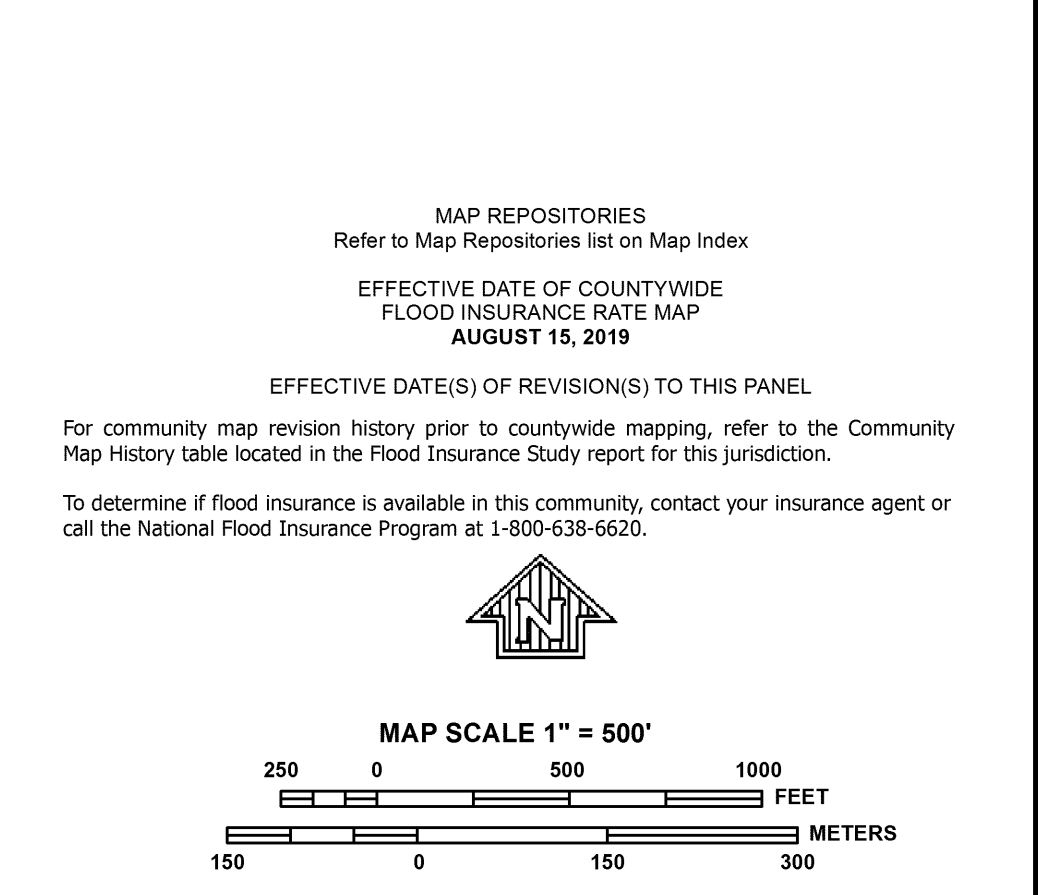 MAP REPOSITORIES
Refer to Map Repositories list on Map Index
EFFECTIVE DATE OF COUNTYWIDE
FLOOD INSURANCE RATE MAP
AUGUST 15, 2019
EFFECTIVE DATE(S) OF REVISION(S) TO THIS PANEL
For community map revision history prior to countywide mapping, refer to the Community
Map History table located in the Flood Insurance Study report for this jurisdiction.
To determine if flood insurance is available in this community, contact your insurance agent or
call the National Flood Insurance Program at 1-800-638-6620.
N
MAP SCALE 1" = 500'
250 0 500 1000
FEET
METERS
150 0 150 300